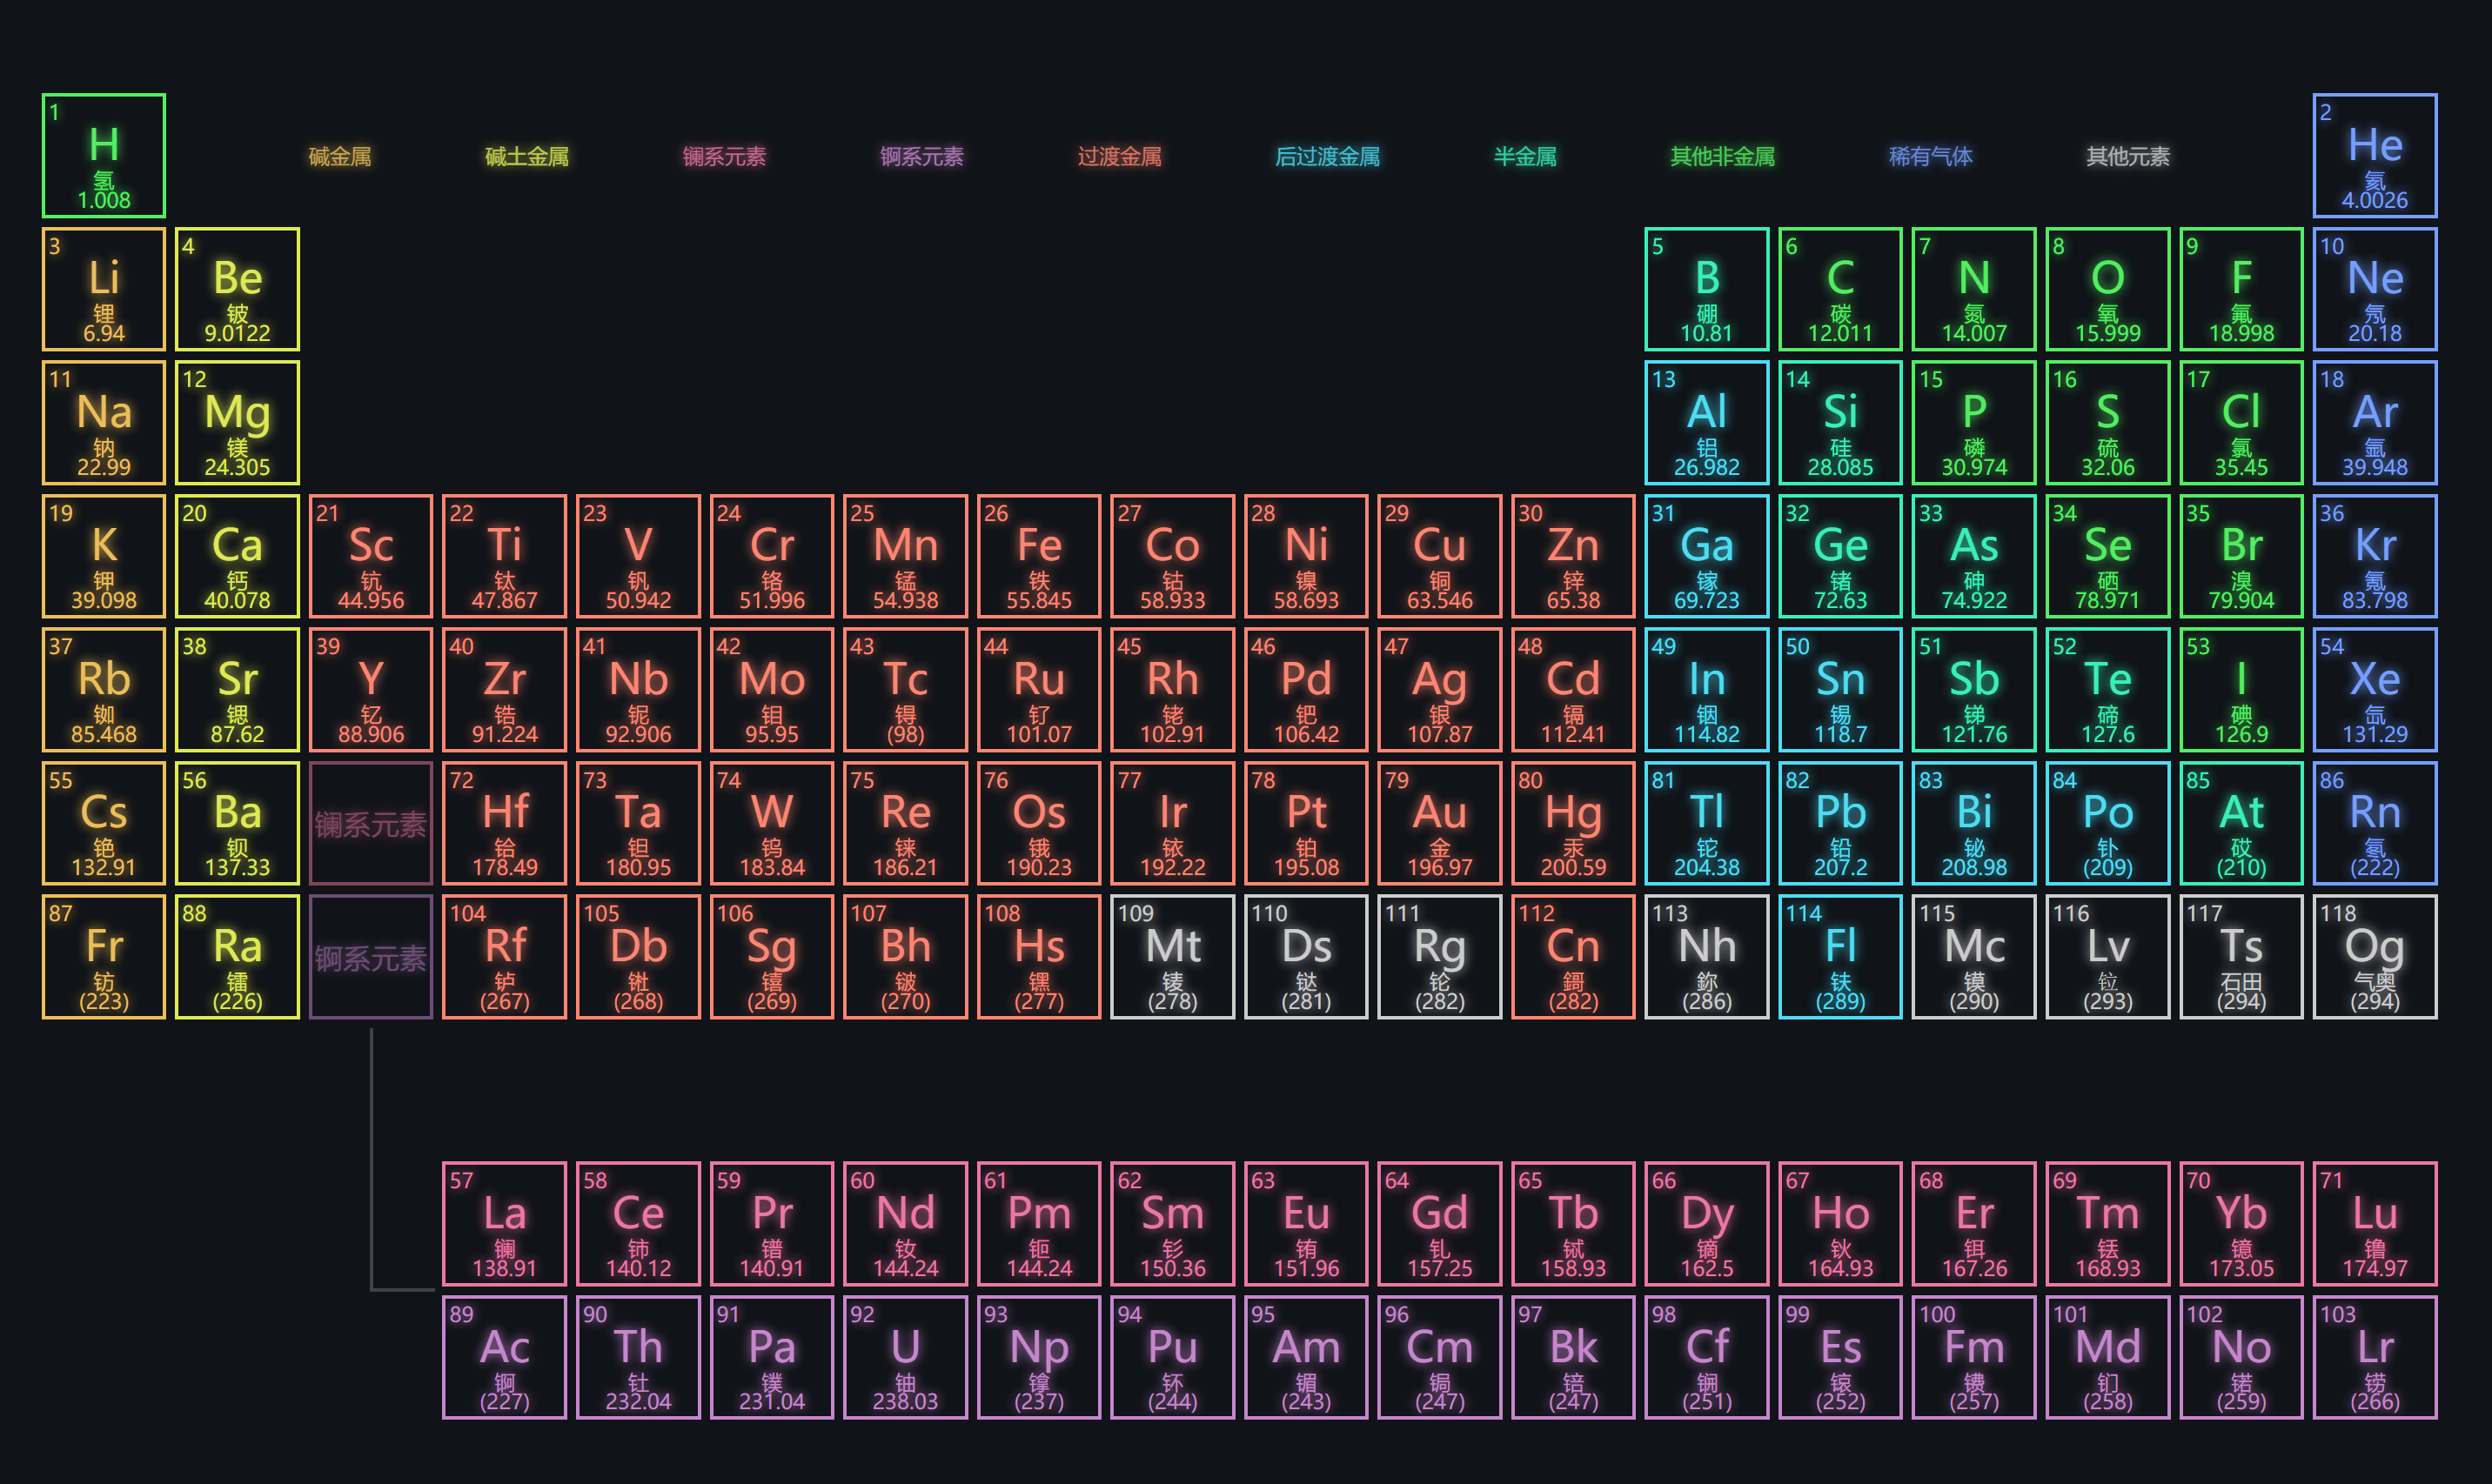 1
H
氢
1.008
碱金属 碱土金属 镧系元素 锕系元素 过渡金属 后过渡金属 半金属 其他非金属 稀有气体 其他元素
2
He
氦
4.0026
3
Li
锂
6.94
4
Be
铍
9.0122
5
B
硼
10.81
6
C
碳
12.011
7
N
氮
14.007
8
O
氧
15.999
9
F
氟
18.998
10
Ne
氖
20.18
11
Na
钠
22.99
12
Mg
镁
24.305
13
Al
铝
26.982
14
Si
硅
28.085
15
P
磷
30.974
16
S
硫
32.06
17
Cl
氯
35.45
18
Ar
氩
39.948
19
K
钾
39.098
20
Ca
钙
40.078
21
Sc
钪
44.956
22
Ti
钛
47.867
23
V
钒
50.942
24
Cr
铬
51.996
25
Mn
锰
54.938
26
Fe
铁
55.845
27
Co
钴
58.933
28
Ni
镍
58.693
29
Cu
铜
63.546
30
Zn
锌
65.38
31
Ga
镓
69.723
32
Ge
锗
72.63
33
As
砷
74.922
34
Se
硒
78.971
35
Br
溴
79.904
36
Kr
氪
83.798
37
Rb
铷
85.468
38
Sr
锶
87.62
39
Y
钇
88.906
40
Zr
锆
91.224
41
Nb
铌
92.906
42
Mo
钼
95.95
43
Tc
锝
(98)
44
Ru
钌
101.07
45
Rh
铑
102.91
46
Pd
钯
106.42
47
Ag
银
107.87
48
Cd
镉
112.41
49
In
铟
114.82
50
Sn
锡
118.7
51
Sb
锑
121.76
52
Te
碲
127.6
53
I
碘
126.9
54
Xe
氙
131.29
55
Cs
铯
132.91
56
Ba
钡
137.33
镧系元素
72
Hf
铪
178.49
73
Ta
钽
180.95
74
W
钨
183.84
75
Re
铼
186.21
76
Os
锇
190.23
77
Ir
铱
192.22
78
Pt
铂
195.08
79
Au
金
196.97
80
Hg
汞
200.59
81
Tl
铊
204.38
82
Pb
铅
207.2
83
Bi
铋
208.98
84
Po
钋
(209)
85
At
砹
(210)
86
Rn
氡
(222)
87
Fr
钫
(223)
88
Ra
镭
(226)
锕系元素
104
Rf
𬬻
(267)
105
Db
𬭊
(268)
106
Sg
𬭳
(269)
107
Bh
𬭛
(270)
108
Hs
𬭶
(277)
109
Mt
鿏
(278)
110
Ds
𫟼
(281)
111
Rg
𬬭
(282)
112
Cn
鎶
(282)
113
Nh
鉨
(286)
114
Fl
𫓧
(289)
115
Mc
镆
(290)
116
Lv
𫟷
(293)
117
Ts
石田
(294)
118
Og
气奥
(294)
57
La
镧
138.91
58
Ce
铈
140.12
59
Pr
镨
140.91
60
Nd
钕
144.24
61
Pm
钷
144.24
62
Sm
钐
150.36
63
Eu
铕
151.96
64
Gd
钆
157.25
65
Tb
铽
158.93
66
Dy
镝
162.5
67
Ho
钬
164.93
68
Er
铒
167.26
69
Tm
铥
168.93
70
Yb
镱
173.05
71
Lu
镥
174.97
89
Ac
锕
(227)
90
Th
钍
232.04
91
Pa
镤
231.04
92
U
铀
238.03
93
Np
镎
(237)
94
Pu
钚
(244)
95
Am
镅
(243)
96
Cm
锔
(247)
97
Bk
锫
(247)
98
Cf
锎
(251)
99
Es
锿
(252)
100
Fm
镄
(257)
101
Md
钔
(258)
102
No
锘
(259)
103
Lr
铹
(266)